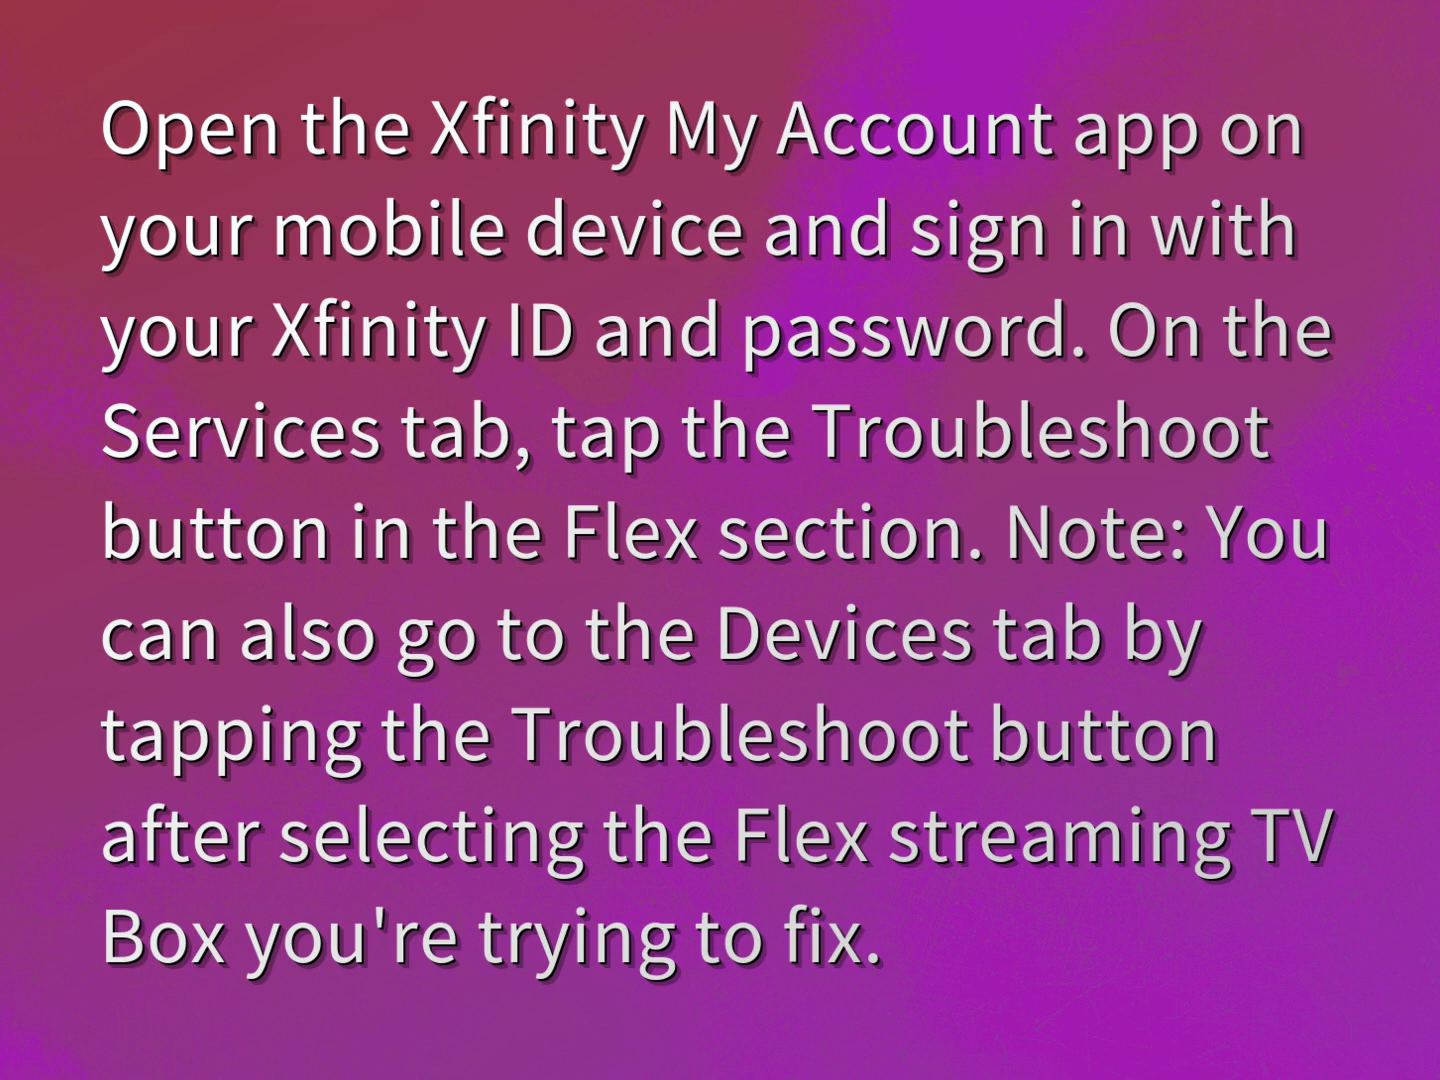 Open the Xfinity My Account app on
your mobile device and sign in with
your Xfinity ID and password. On the
Services tab, tap the Troubleshoot
button in the Flex section. Note: You
can also go to the Devices tab by
tapping the Troubleshoot button
after selecting the Flex streaming TV
Box you're trying to fix.